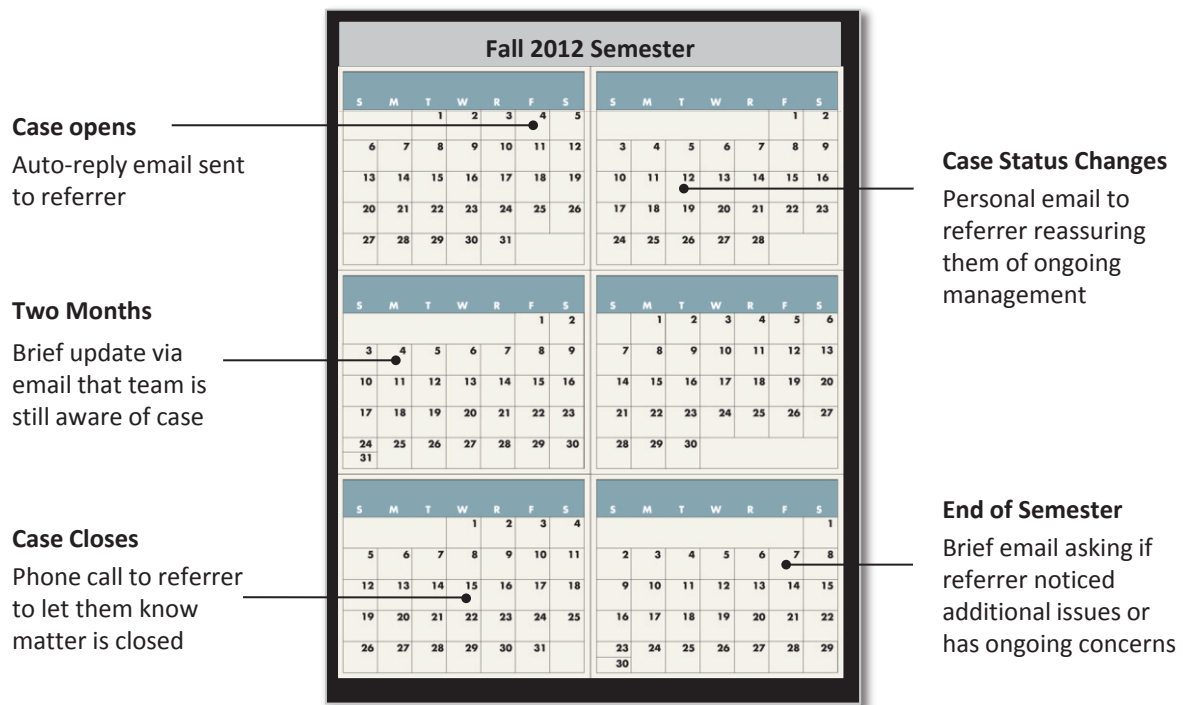 Fall 2012 Semester
Case opens
Auto-reply email sent
to referrer
Two Months
Brief update via
email that team is
still aware of case
Case Closes
Phone call to referrer
to let them know
matter is closed
S M T W R F S
1 2 3 4 5
6 7 8 9 10 11 12
13 14 15 16 17 18 19
20 21 22 23 24 25 26
27 28 29 30 31
S M T W R F S
1 2
3 4 5 6 7 8 9
10 11 12 13 14 15 16
17 18 19 20 21 22 23
24 25 26 27 28
S M T W R F S
1 2
3 4 5 6 7 8 9
10 11 12 13 14 15 16
17 18 19 20 21 22 23
24 25 26 27 28 29 30
31
S M T W R F S
1 2 3 4 5 6
7 8 9 10 11 12 13
14 15 16 17 18 19 20
21 22 23 24 25 26 27
28 29 30
S M T W R F S
1 2 3 4
5 6 7 8 9 10 11
12 13 14 15 16 17 18
19 20 21 22 23 24 25
26 27 28 29 30 31
S M T W R F S
1
2 3 4 5 6 7 8
9 10 11 12 13 14 15
16 17 18 19 20 21 22
23 24 25 26 27 28 29
30
Case Status Changes
Personal email to
referrer reassuring
them of ongoing
management
End of Semester
Brief email asking if
referrer noticed
additional issues or
has ongoing concerns